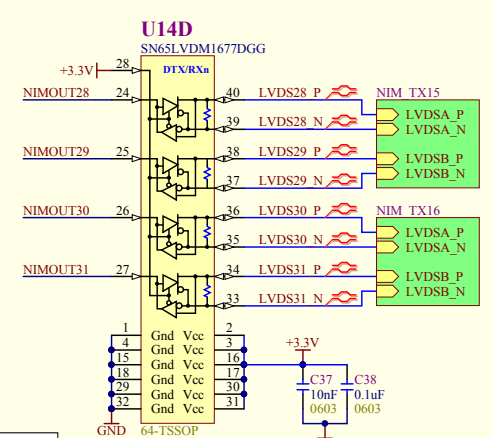 U14D
SN65LVDM1677DGG
DTX/RXn
+3.3V 28
NIMOUT28 24 40 LVDS28_P NIM_TX15
LVDSA_P
39 LVDS28_N LVDSA_N
NIMOUT29 25 38 LVDS29_P LVDSB_P
37 LVDS29_N LVDSB_N
NIMOUT30 26 36 LVDS30_P NIM_TX16
LVDSA_P
35 LVDS30_N LVDSA_N
NIMOUT31 27 34 LVDS31_P LVDSB_P
33 LVDS31_N LVDSB_N
1 Gnd Vcc 2
4 Gnd Vcc 3 +3.3V
15 Gnd Vcc 16
18 Gnd Vcc 17 C37 C38
29 Gnd Vcc 30 10nF 0.1uF
32 Gnd Vcc 31 0603 0603
GND 64-TSSOP